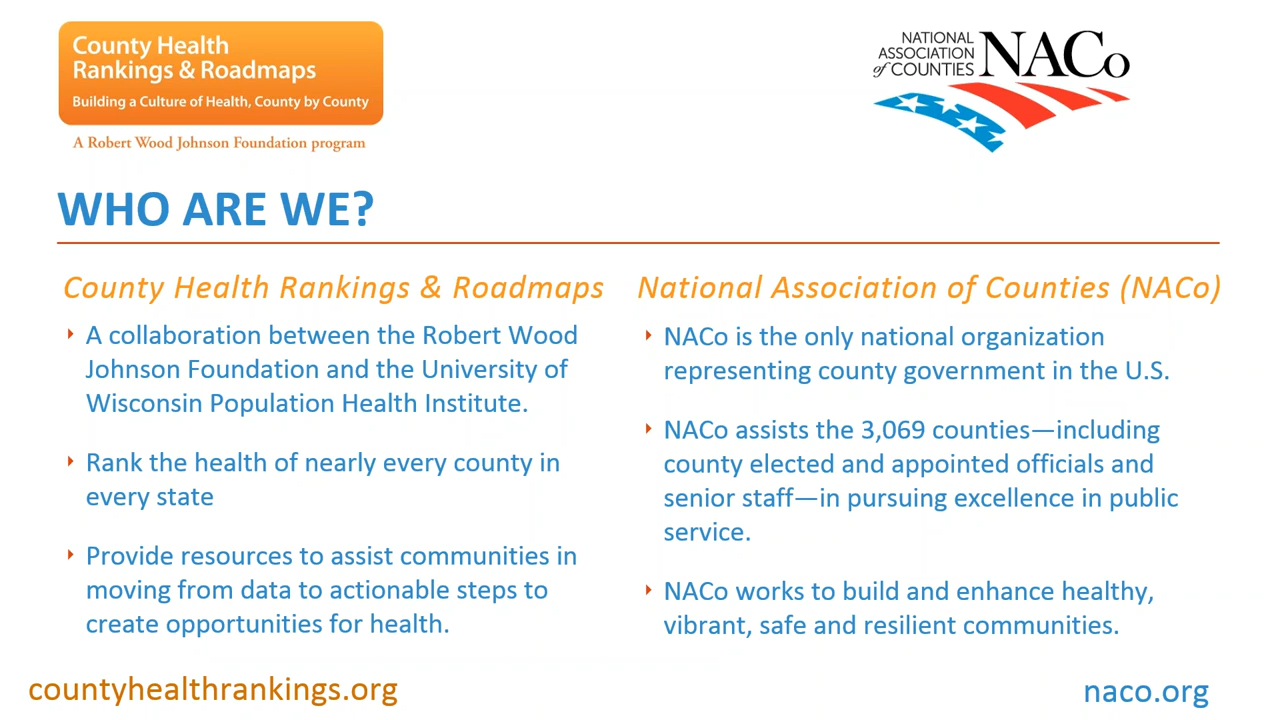 County Health
Rankings & Roadmaps
Building a Culture of Health, County by County
A Robert Wood Johnson Foundation program
NATIONAL
ASSOCIATION
of COUNTIES
NACo
WHO ARE WE?
County Health Rankings & Roadmaps
A collaboration between the Robert Wood
Johnson Foundation and the University of
Wisconsin Population Health Institute.
Rank the health of nearly every county in
every state
Provide resources to assist communities in
moving from data to actionable steps to
create opportunities for health.
National Association of Counties (NACo)
NACo is the only national organization
representing county government in the U.S.
NACo assists the 3,069 counties—including
county elected and appointed officials and
senior staff—in pursuing excellence in public
service.
NACo works to build and enhance healthy,
vibrant, safe and resilient communities.
countyhealthrankings.org
naco.org